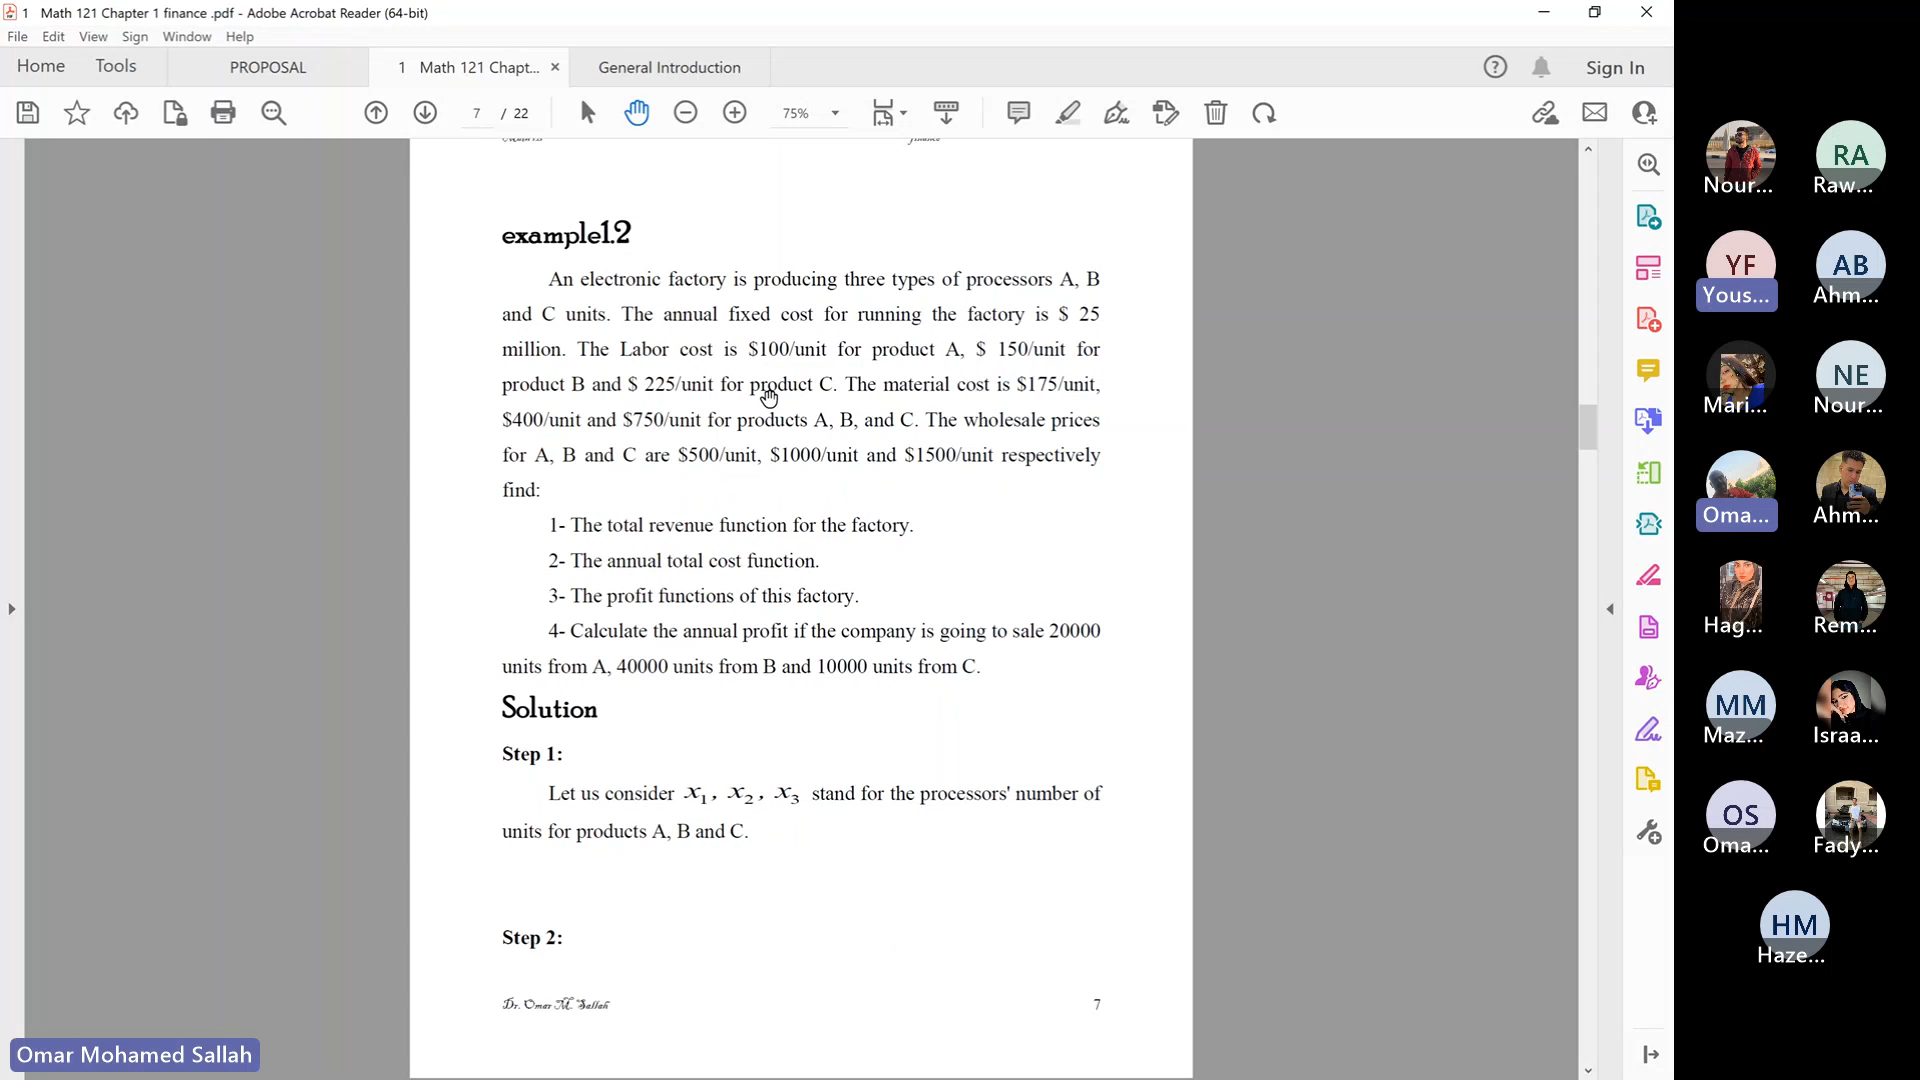 1 Math 121 Chapter 1 finance .pdf - Adobe Acrobat Reader (64-bit)
File Edit View Sign Window Help
Home Tools PROPOSAL 1 Math 121 Chapt... × General Introduction Sign In
7 / 22 75%
finance
example1.2
An electronic factory is producing three types of processors A, B
and C units. The annual fixed cost for running the factory is $ 25
million. The Labor cost is $100/unit for product A, $ 150/unit for
product B and $ 225/unit for product C. The material cost is $175/unit,
$400/unit and $750/unit for products A, B, and C. The wholesale prices
for A, B and C are $500/unit, $1000/unit and $1500/unit respectively
find:
1- The total revenue function for the factory.
2- The annual total cost function.
3- The profit functions of this factory.
4- Calculate the annual profit if the company is going to sale 20000
units from A, 40000 units from B and 10000 units from C.
Solution
Step 1:
Let us consider x₁, x₂, x₃ stand for the processors' number of
units for products A, B and C.
Step 2:
Dr. Omar M. Sallah 7
Omar Mohamed Sallah
Nour... RA Raw...
YF Yous... AB Ahm...
Mari... NE Nour...
Oma... Ahm...
Hag... Rem...
MM Maz... Israa...
OS Oma... Fady...
HM Haze...